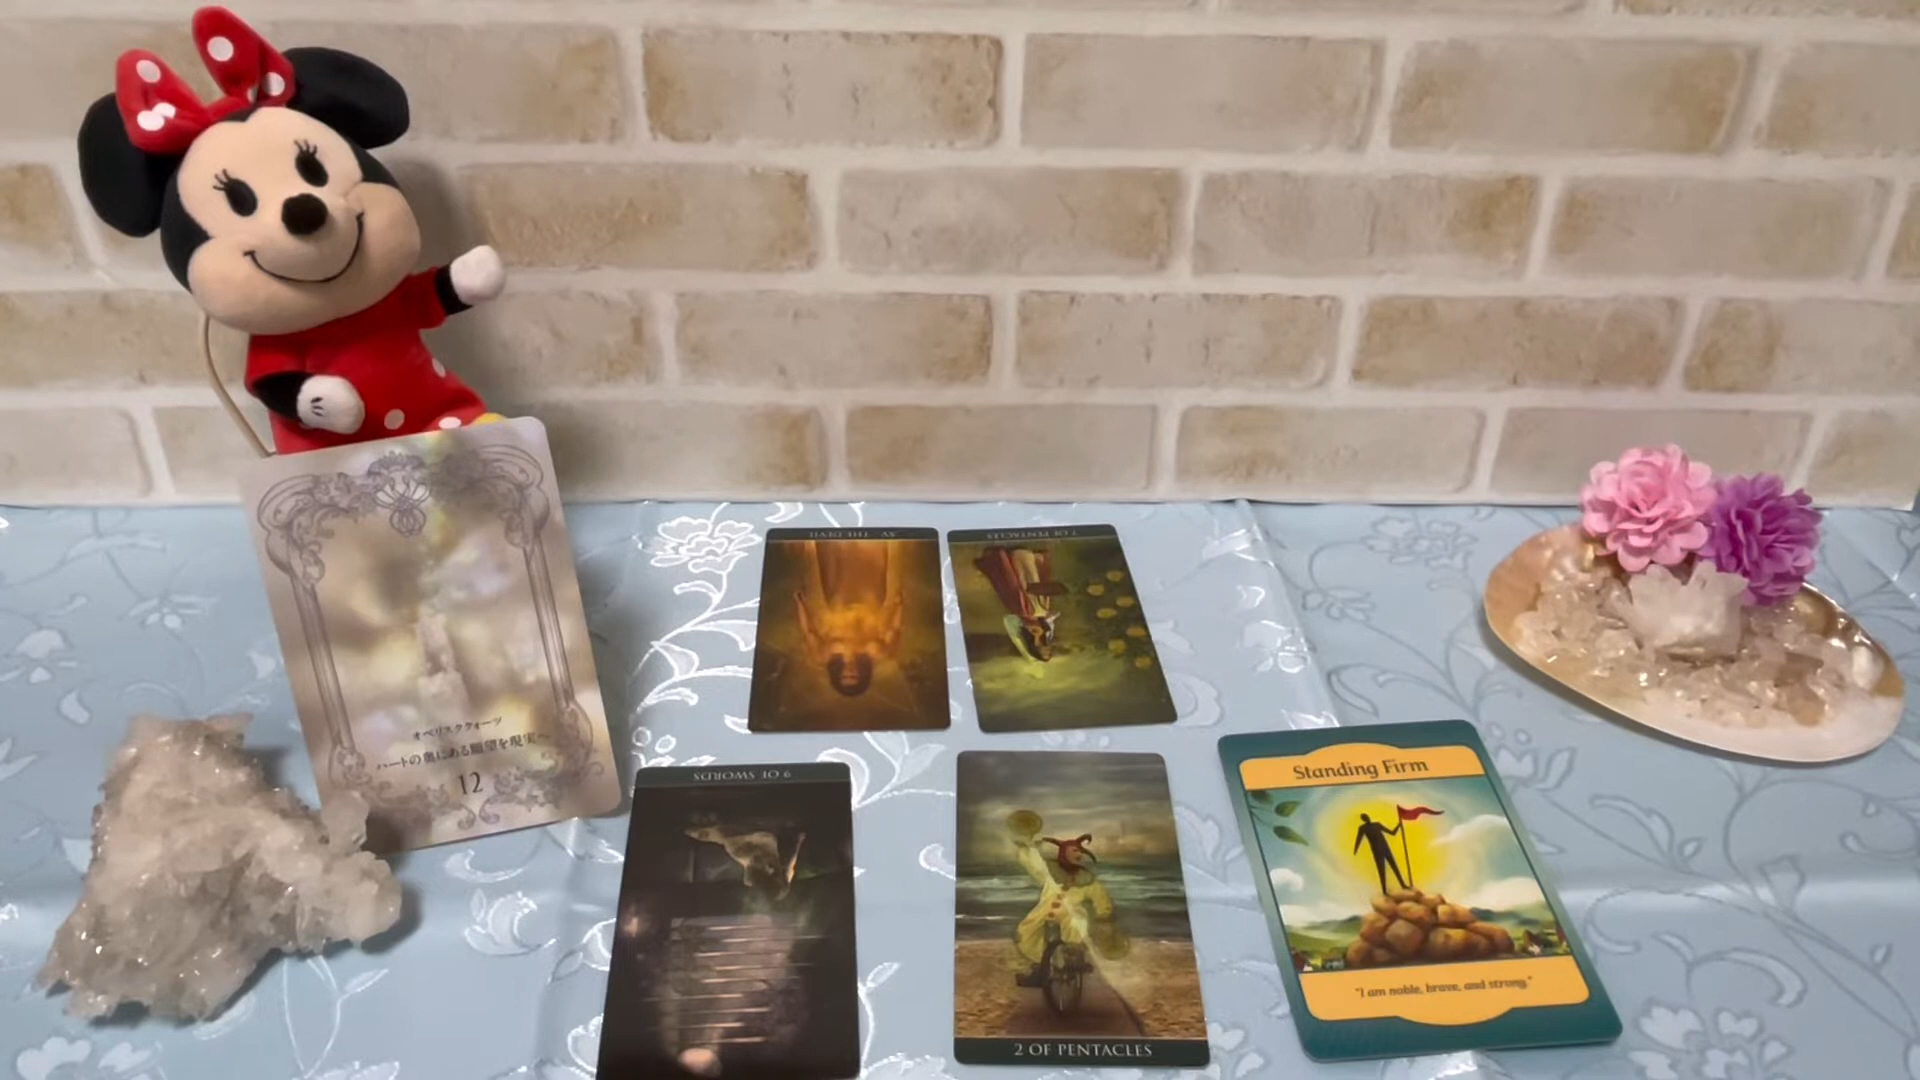 XV THE DEVIL
7 OF PENTACLES
オベリスククォーツ
ハートの奥にある願望を現実へ
12
9 OF SWORDS
2 OF PENTACLES
Standing Firm
"I am noble, brave, and strong."